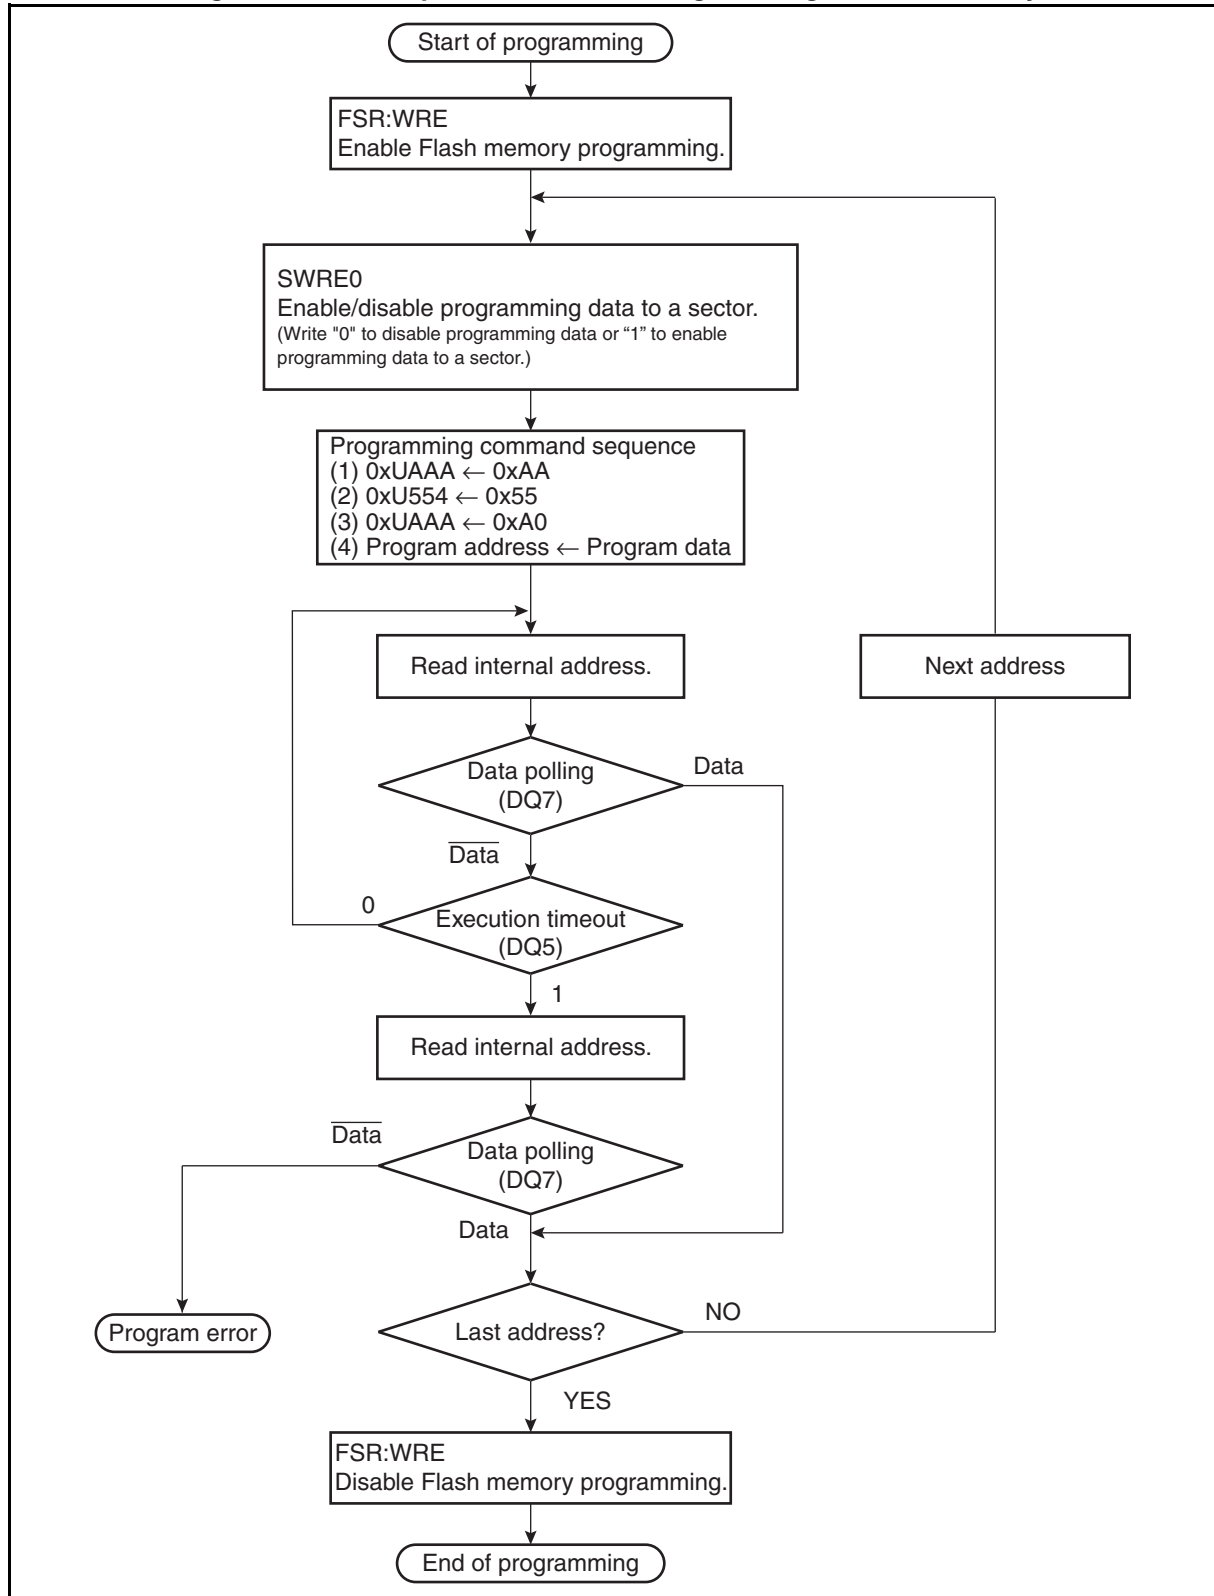 Start of programming
FSR:WRE
Enable Flash memory programming.
SWRE0
Enable/disable programming data to a sector.
(Write "0" to disable programming data or “1” to enable
programming data to a sector.)
Programming command sequence
(1) 0xUAAA ← 0xAA
(2) 0xU554 ← 0x55
(3) 0xUAAA ← 0xA0
(4) Program address ← Program data
Read internal address.
Next address
Data polling
(DQ7)
Data
D̅a̅t̅a̅
0
Execution timeout
(DQ5)
1
Read internal address.
D̅a̅t̅a̅
Data polling
(DQ7)
Data
Program error
Last address?
NO
YES
FSR:WRE
Disable Flash memory programming.
End of programming